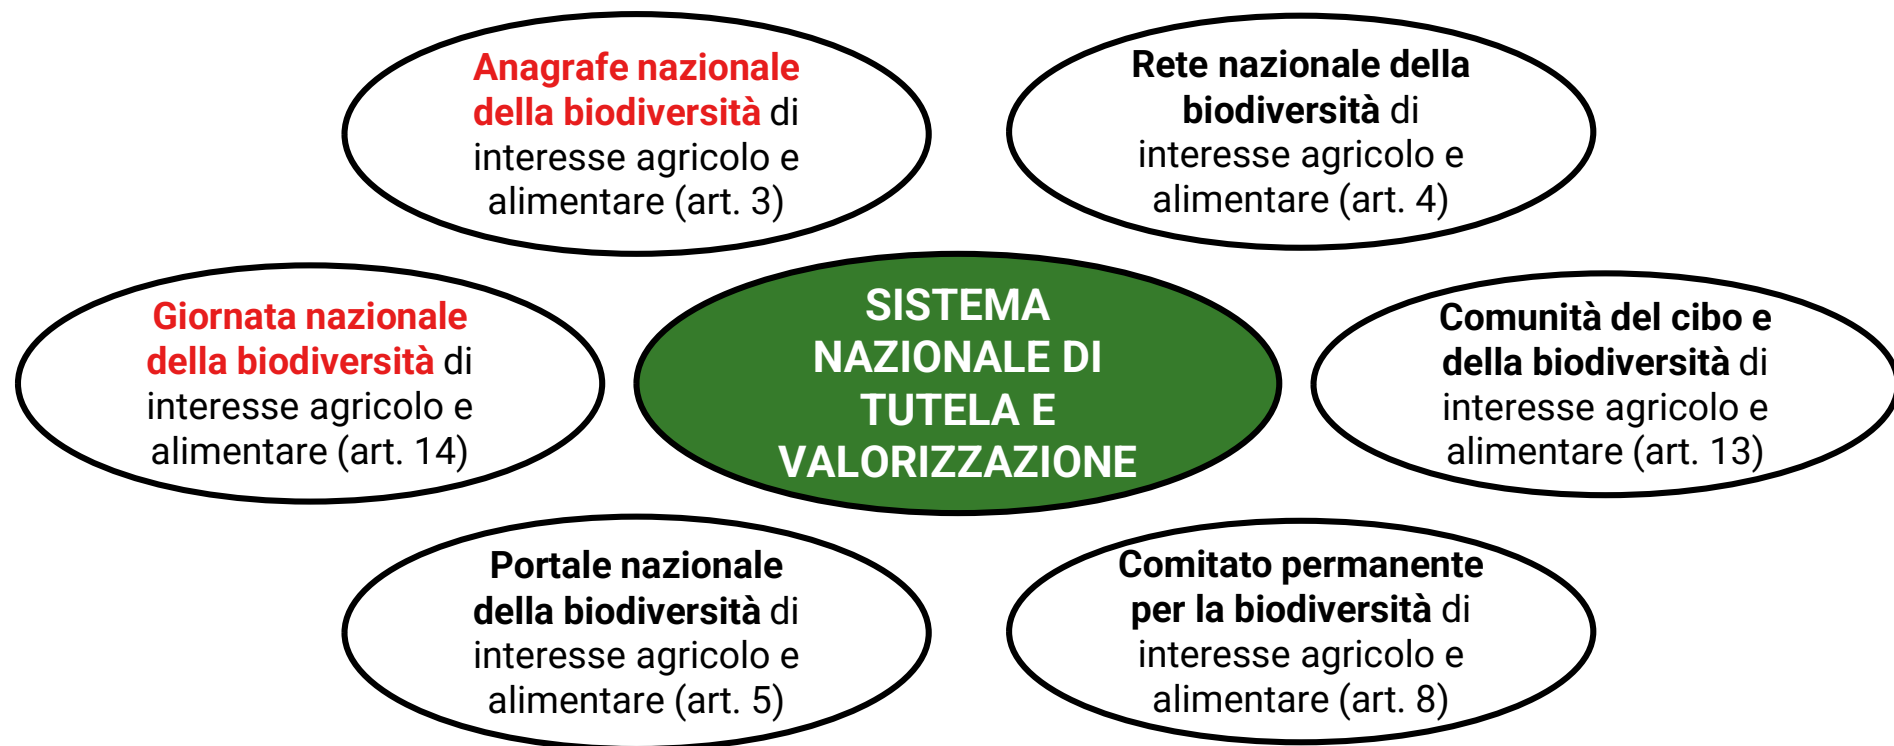 Anagrafe nazionale
della biodiversità di
interesse agricolo e
alimentare (art. 3)
Rete nazionale della
biodiversità di
interesse agricolo e
alimentare (art. 4)
Giornata nazionale
della biodiversità di
interesse agricolo e
alimentare (art. 14)
SISTEMA
NAZIONALE DI
TUTELA E
VALORIZZAZIONE
Comunità del cibo e
della biodiversità di
interesse agricolo e
alimentare (art. 13)
Portale nazionale
della biodiversità di
interesse agricolo e
alimentare (art. 5)
Comitato permanente
per la biodiversità di
interesse agricolo e
alimentare (art. 8)